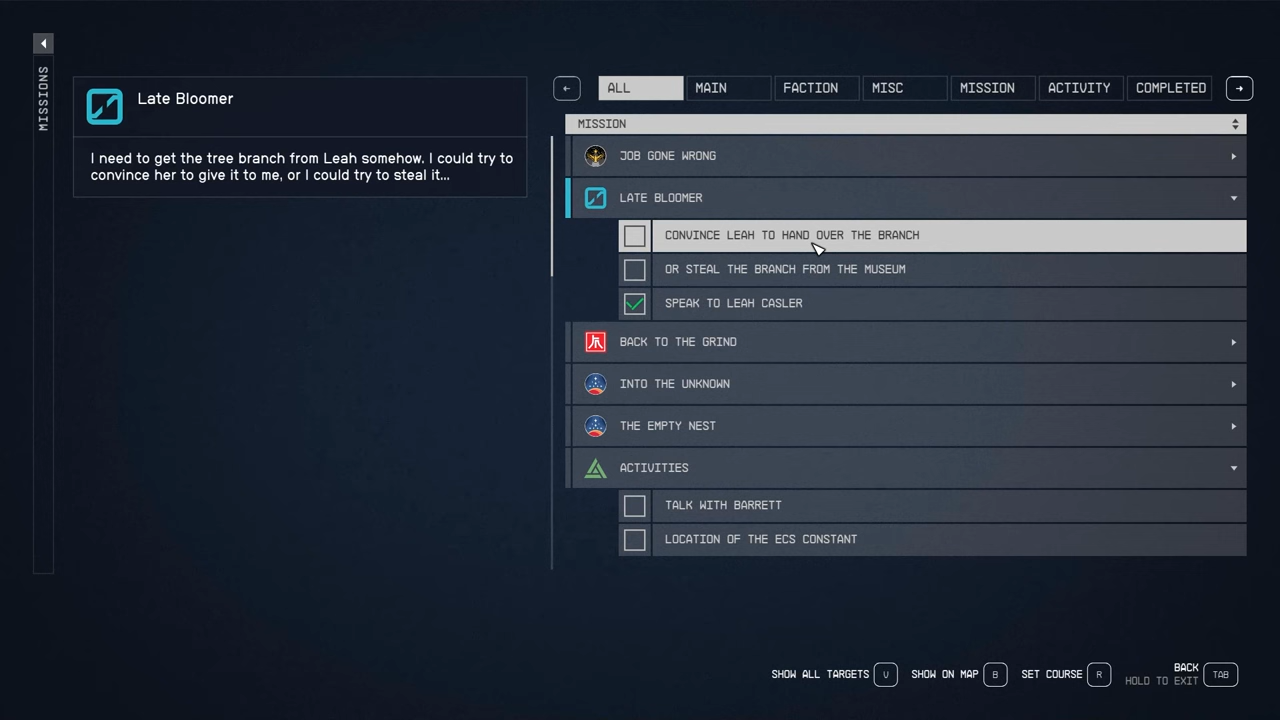 MISSIONS
Late Bloomer
I need to get the tree branch from Leah somehow. I could try to
convince her to give it to me, or I could try to steal it...
ALL MAIN FACTION MISC MISSION ACTIVITY COMPLETED
MISSION
JOB GONE WRONG
LATE BLOOMER
CONVINCE LEAH TO HAND OVER THE BRANCH
OR STEAL THE BRANCH FROM THE MUSEUM
SPEAK TO LEAH CASLER
BACK TO THE GRIND
INTO THE UNKNOWN
THE EMPTY NEST
ACTIVITIES
TALK WITH BARRETT
LOCATION OF THE ECS CONSTANT
SHOW ALL TARGETS V SHOW ON MAP B SET COURSE R BACK TAB
HOLD TO EXIT